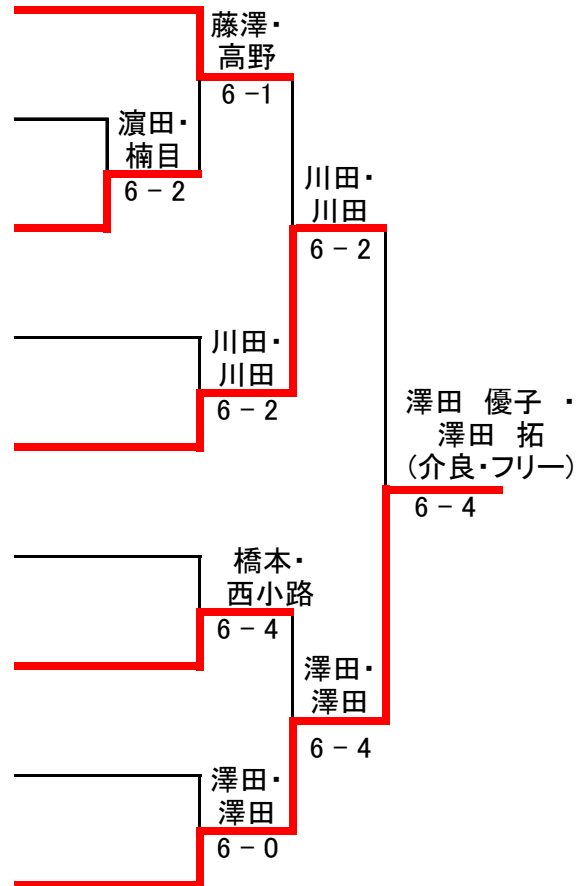 藤澤・
高野
6 -1
濵田・
楠目
6 - 2
川田・
川田
6 - 2
川田・
川田
6 - 2
澤田 優子 ・
澤田 拓
(介良・フリー)
6 - 4
橋本・
西小路
6 - 4
澤田・
澤田
6 - 4
澤田・
澤田
6 - 0